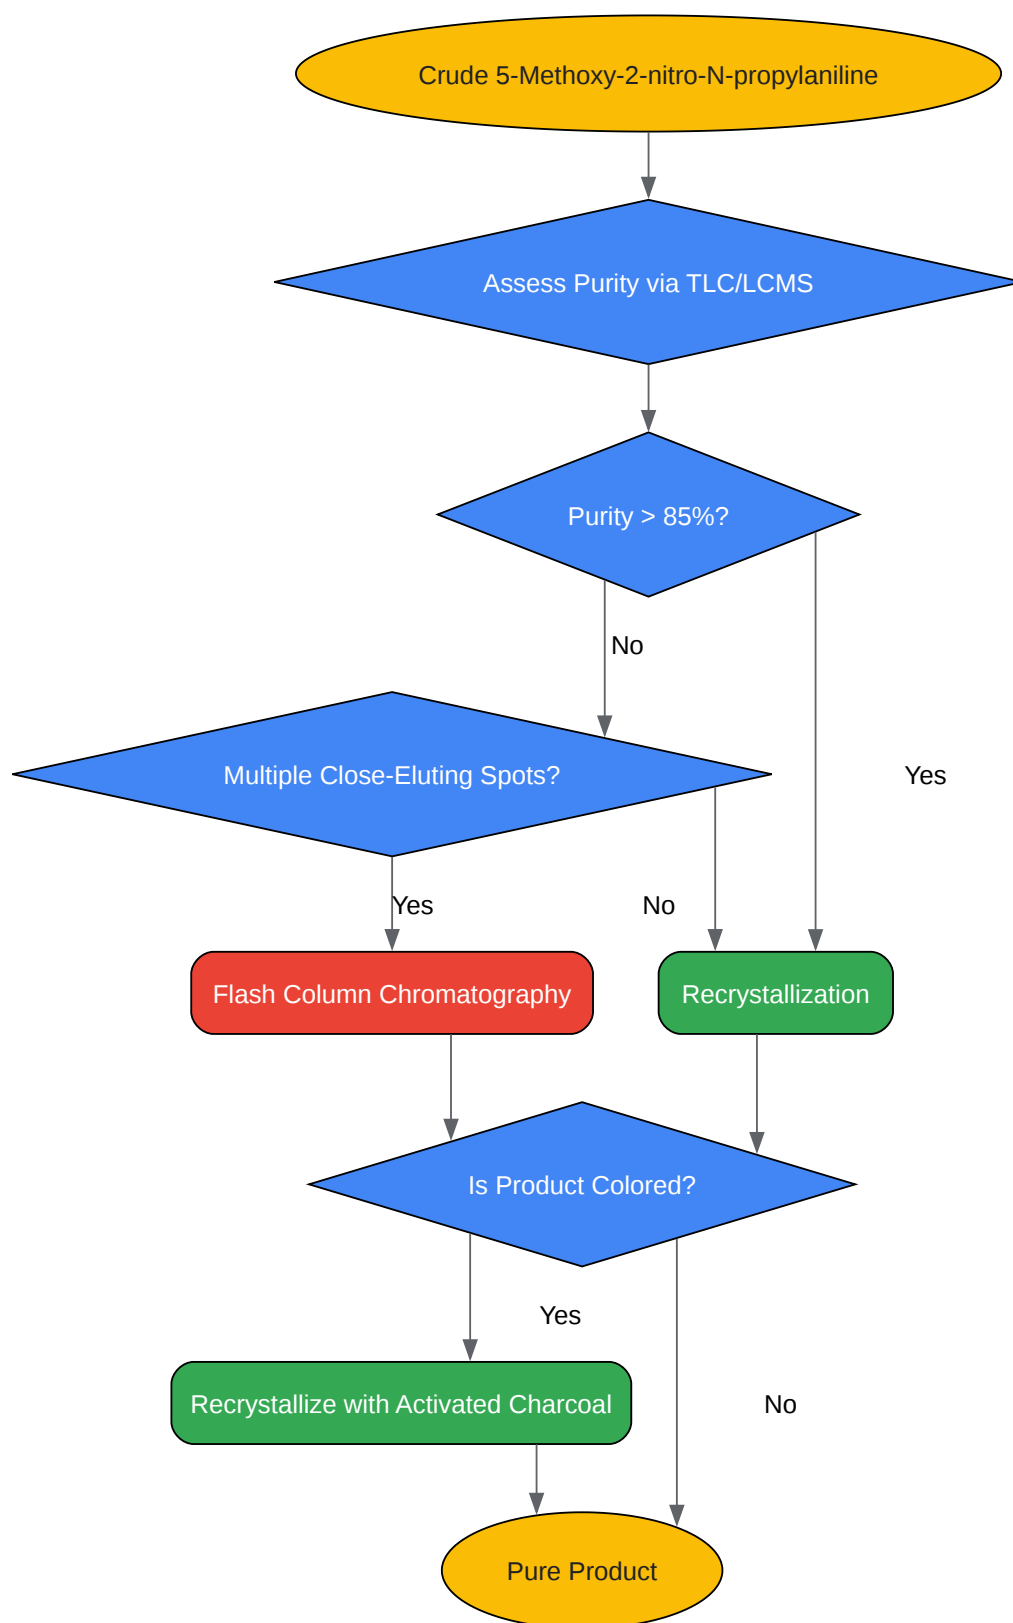 Crude 5-Methoxy-2-nitro-N-propylaniline
Assess Purity via TLC/LCMS
Purity > 85%?
No
Multiple Close-Eluting Spots?
Yes
Yes
No
Flash Column Chromatography
Recrystallization
Is Product Colored?
Yes
Recrystallize with Activated Charcoal
No
Pure Product